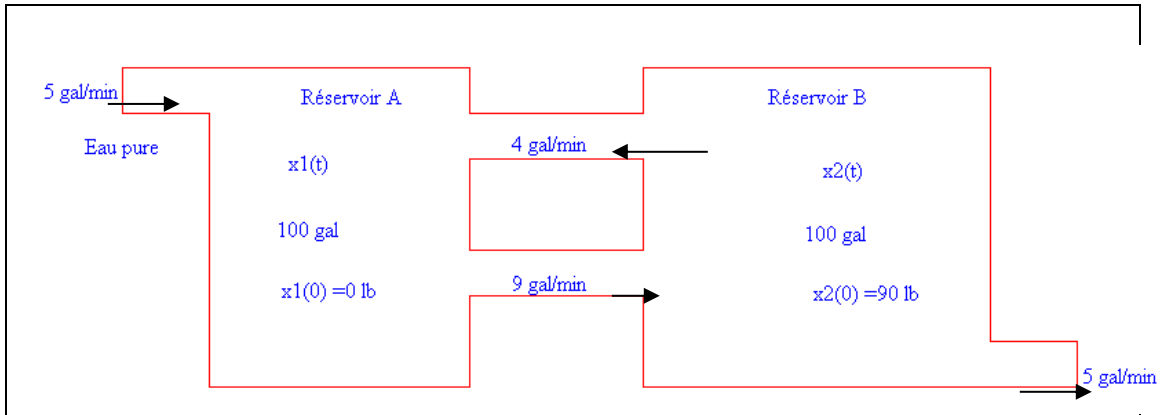 5 gal/min
Réservoir A
Réservoir B
Eau pure
4 gal/min
x1(t)
x2(t)
100 gal
100 gal
9 gal/min
x1(0) =0 lb
x2(0) =90 lb
5 gal/min